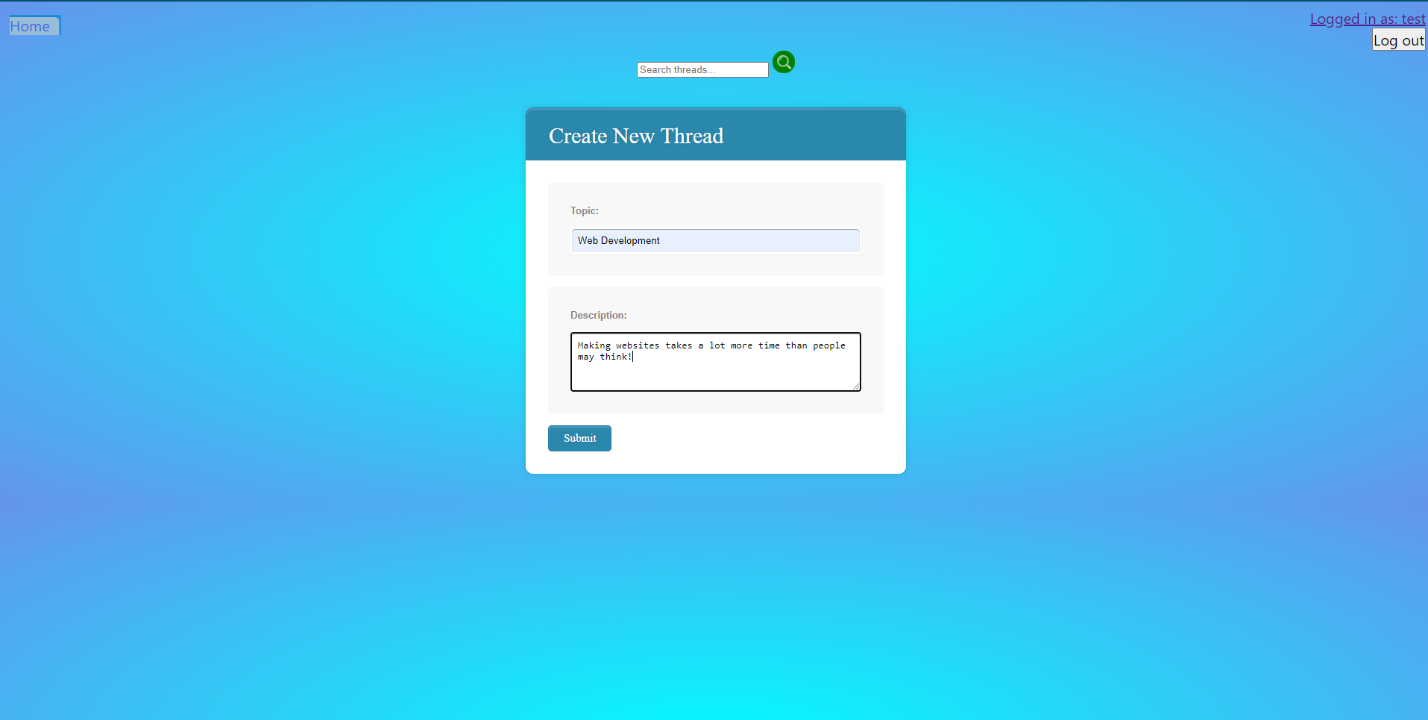 Home
Logged in as: test
Log out
Search threads...
Create New Thread
Topic:
Web Development
Description:
Making websites takes a lot more time than people
may think!
Submit